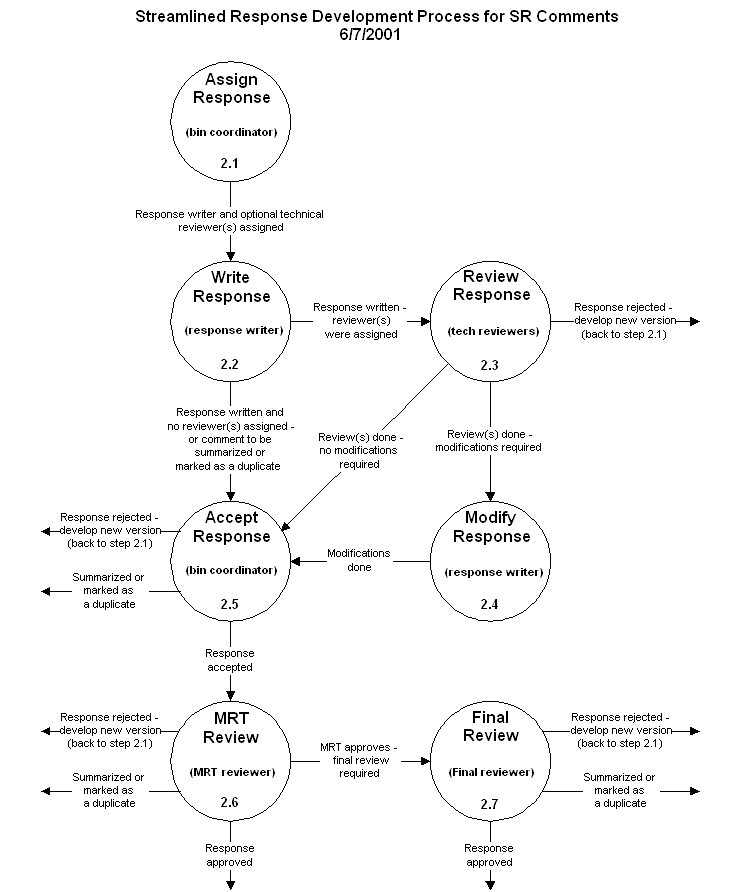 Streamlined Response Development Process for SR Comments
6/7/2001
Assign
Response
(bin coordinator)
2.1
Response writer and optional technical
reviewer(s) assigned
Write
Response
(response writer)
2.2
Response written -
reviewer(s)
were assigned
Review
Response
(tech reviewers)
2.3
Response rejected -
develop new version
(back to step 2.1)
Response written and
no reviewer(s) assigned -
or comment to be
summarized or
marked as a duplicate
Review(s) done -
no modifications
required
Review(s) done -
modifications required
Response rejected -
develop new version
(back to step 2.1)
Summarized or
marked as
a duplicate
Accept
Response
(bin coordinator)
2.5
Modifications
done
Modify
Response
(response writer)
2.4
Response
accepted
Response rejected -
develop new version
(back to step 2.1)
Summarized or
marked as
a duplicate
MRT
Review
(MRT reviewer)
2.6
MRT approves -
final review
required
Final
Review
(Final reviewer)
2.7
Response rejected -
develop new version
(back to step 2.1)
Summarized or
marked as
a duplicate
Response
approved
Response
approved